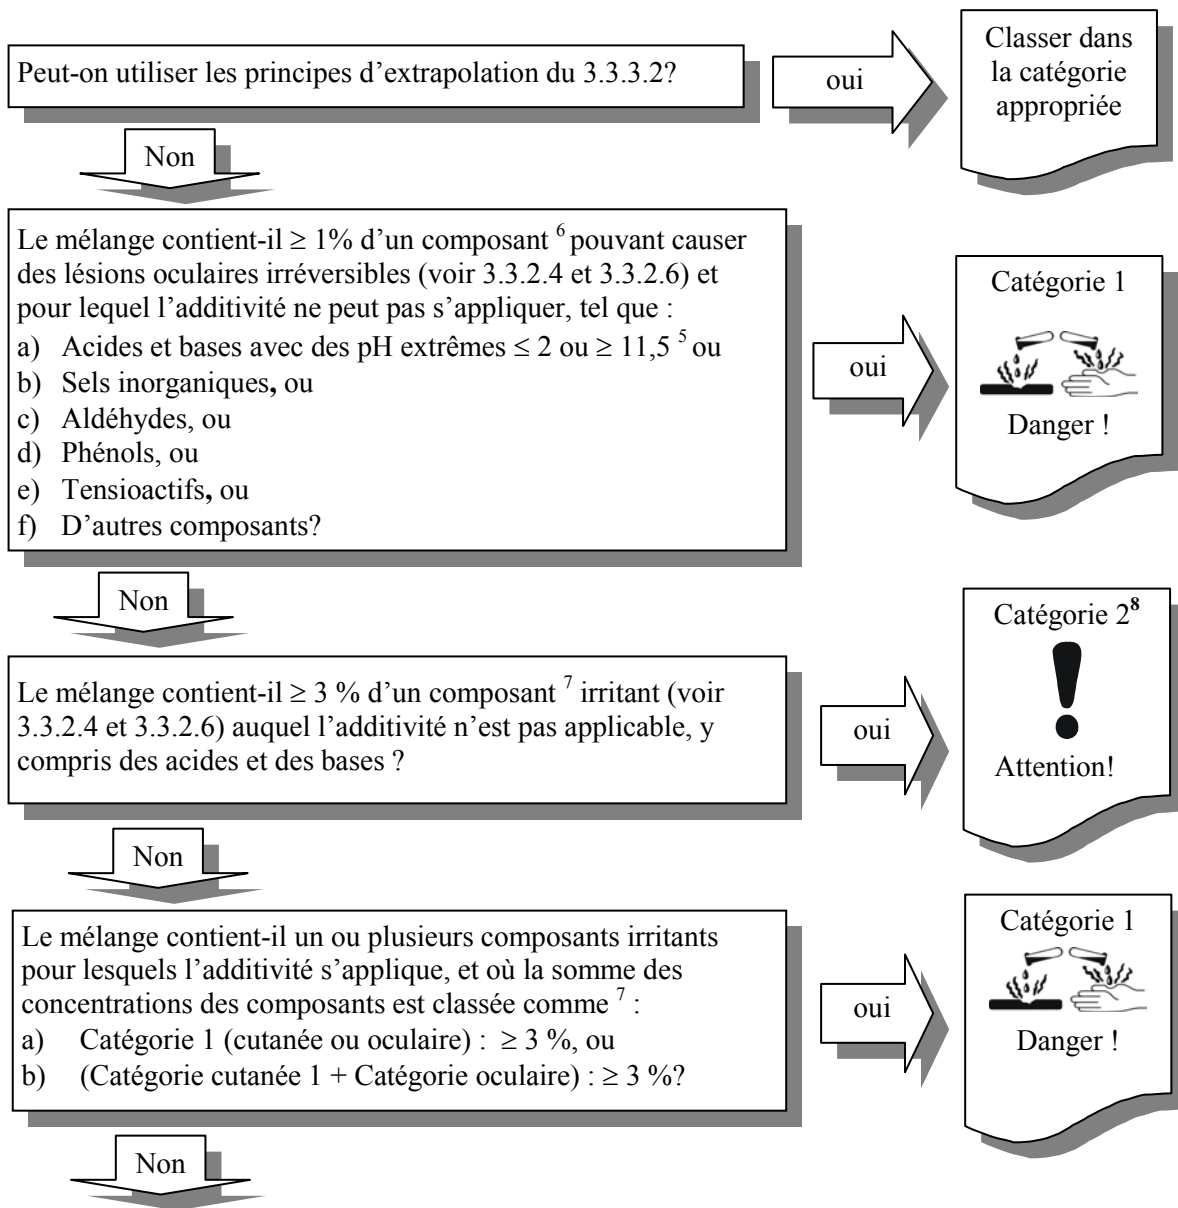 Peut-on utiliser les principes d'extrapolation du 3.3.3.2?
oui
Classer dans
la catégorie
appropriée
Non
Le mélange contient-il ≥ 1% d'un composant ⁶ pouvant causer
des lésions oculaires irréversibles (voir 3.3.2.4 et 3.3.2.6) et
pour lequel l'additivité ne peut pas s'appliquer, tel que :
a) Acides et bases avec des pH extrêmes ≤ 2 ou ≥ 11,5 ⁵ ou
b) Sels inorganiques, ou
c) Aldéhydes, ou
d) Phénols, ou
e) Tensioactifs, ou
f) D'autres composants?
oui
Catégorie 1
Danger !
Non
Le mélange contient-il ≥ 3 % d'un composant ⁷ irritant (voir
3.3.2.4 et 3.3.2.6) auquel l'additivité n'est pas applicable, y
compris des acides et des bases ?
oui
Catégorie 2⁸
Attention!
Non
Le mélange contient-il un ou plusieurs composants irritants
pour lesquels l'additivité s'applique, et où la somme des
concentrations des composants est classée comme ⁷ :
a) Catégorie 1 (cutanée ou oculaire) : ≥ 3 %, ou
b) (Catégorie cutanée 1 + Catégorie oculaire) : ≥ 3 %?
oui
Catégorie 1
Danger !
Non